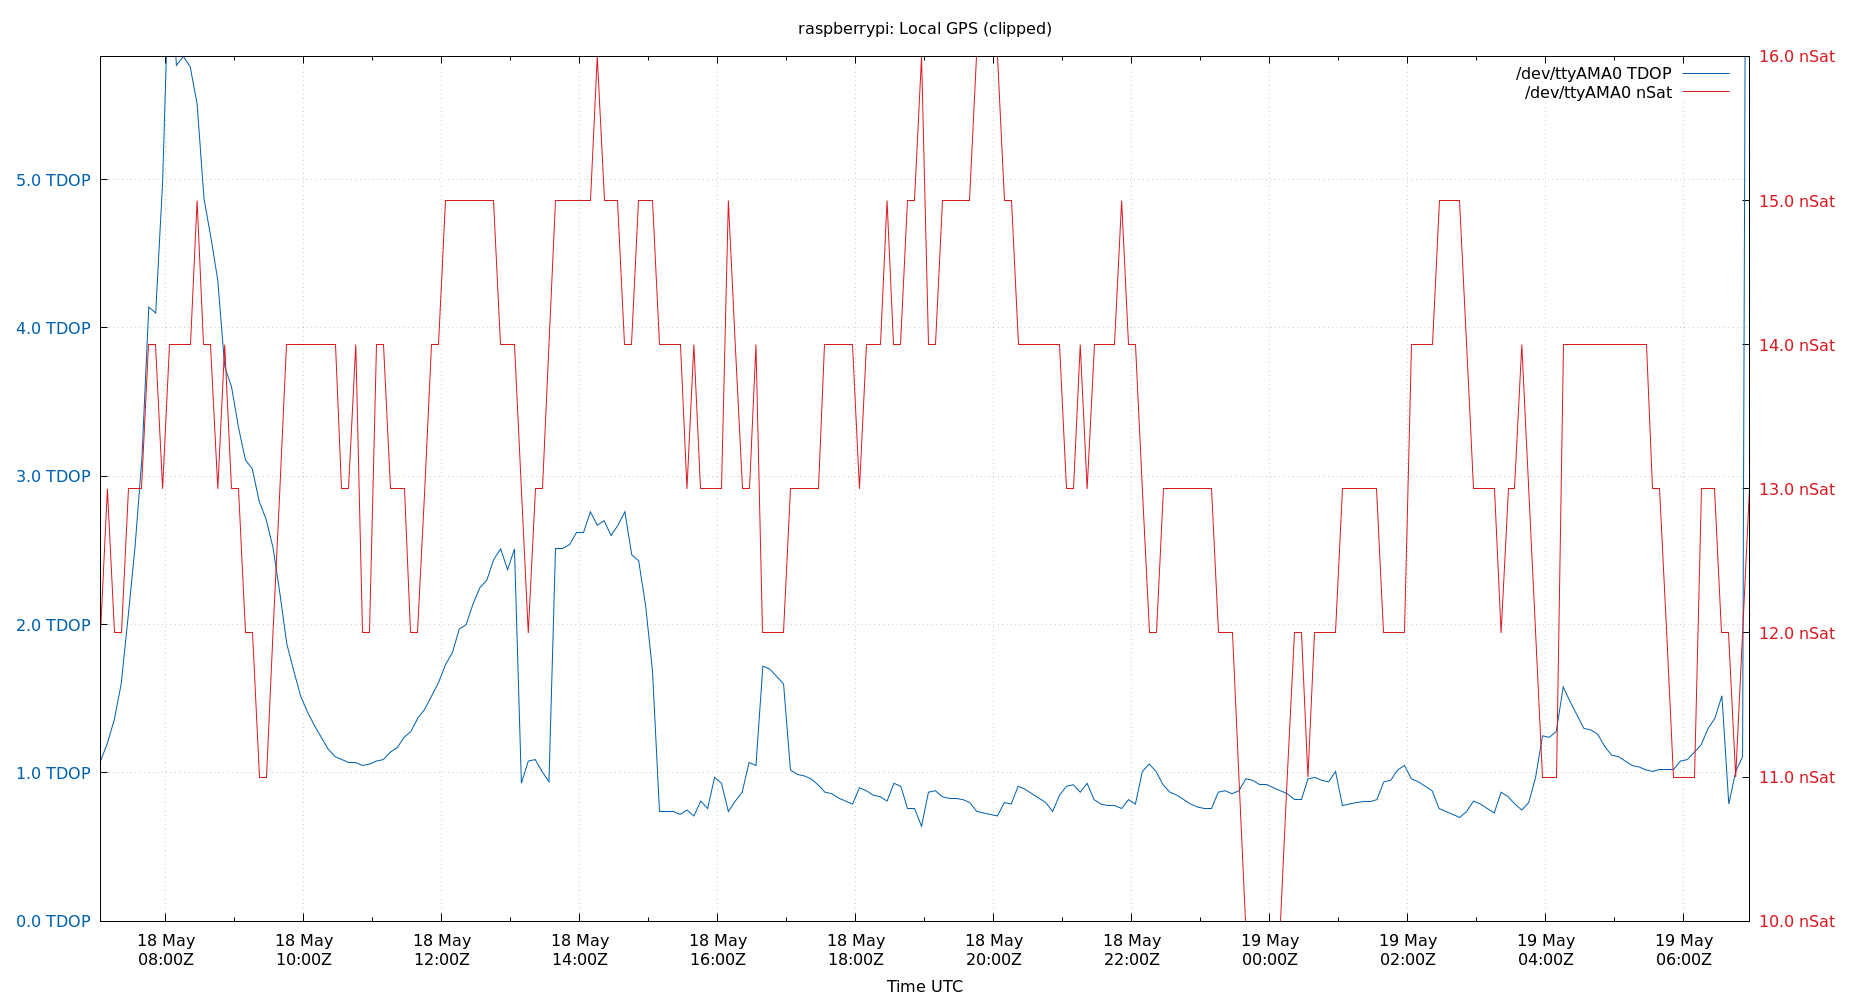 raspberrypi: Local GPS (clipped)
16.0 nSat
/dev/ttyAMA0 TDOP
/dev/ttyAMA0 nSat
5.0 TDOP
15.0 nSat
4.0 TDOP
14.0 nSat
3.0 TDOP
13.0 nSat
2.0 TDOP
12.0 nSat
1.0 TDOP
11.0 nSat
0.0 TDOP
10.0 nSat
18 May
08:00Z
18 May
10:00Z
18 May
12:00Z
18 May
14:00Z
18 May
16:00Z
18 May
18:00Z
18 May
20:00Z
18 May
22:00Z
19 May
00:00Z
19 May
02:00Z
19 May
04:00Z
19 May
06:00Z
Time UTC